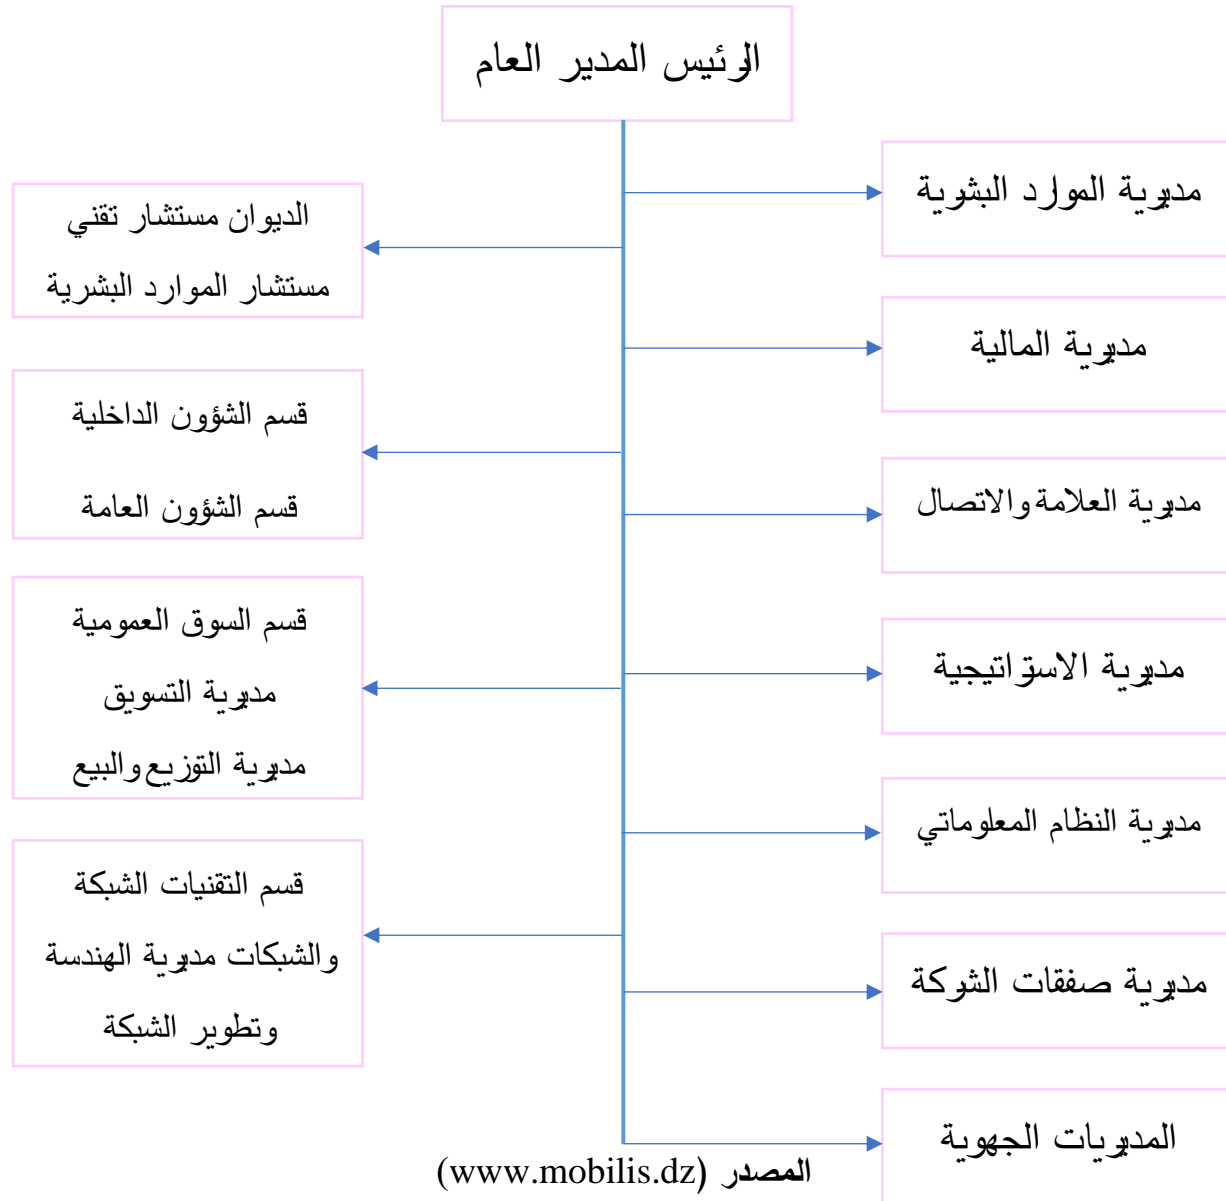 الرئيس المدير العام
مديرية الموارد البشرية
الديوان مستشار تقني
مستشار الموارد البشرية
مديرية المالية
قسم الشؤون الداخلية
قسم الشؤون العامة
مديرية العلامة والاتصال
قسم السوق العمومية
مديرية التسويق
مديرية التوزيع والبيع
مديرية الاستراتيجية
مديرية النظام المعلوماتي
قسم التقنيات الشبكة
والشبكات مديرية الهندسة
وتطوير الشبكة
مديرية صفقات الشركة
المديريات الجهوية
المصدر (www.mobilis.dz)